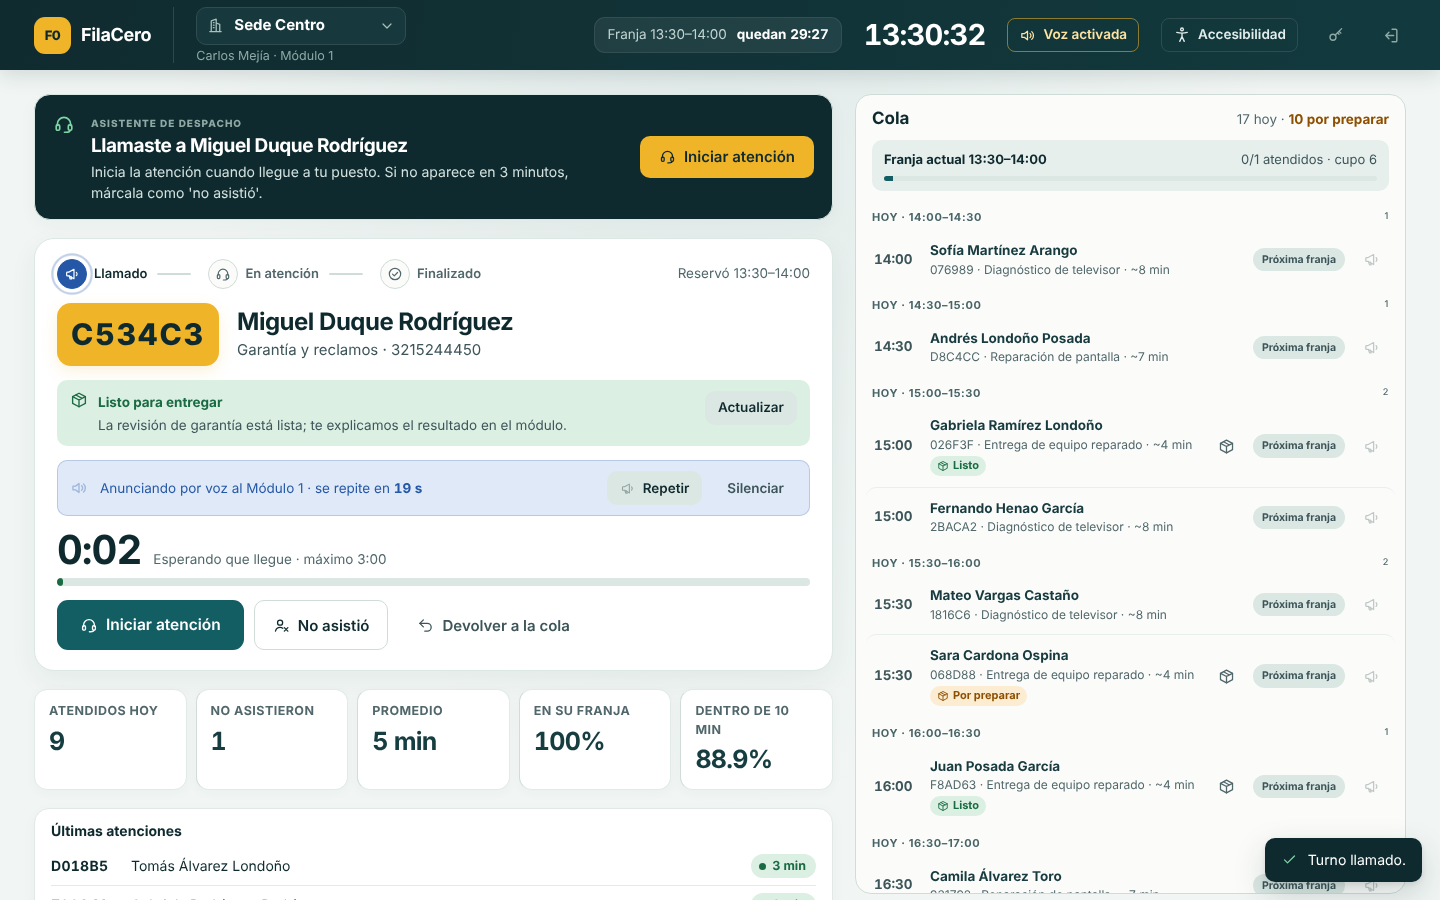 F0 FilaCero
Sede Centro
Carlos Mejía · Módulo 1
Franja 13:30–14:00 quedan 29:27
13:30:32
Voz activada
Accesibilidad
ASISTENTE DE DESPACHO
Llamaste a Miguel Duque Rodríguez
Inicia la atención cuando llegue a tu puesto. Si no aparece en 3 minutos,
márcala como 'no asistió'.
Iniciar atención
Llamado
En atención
Finalizado
Reservó 13:30–14:00
C534C3
Miguel Duque Rodríguez
Garantía y reclamos · 3215244450
Listo para entregar
La revisión de garantía está lista; te explicamos el resultado en el módulo.
Actualizar
Anunciando por voz al Módulo 1 · se repite en 19 s
Repetir
Silenciar
0:02 Esperando que llegue · máximo 3:00
Iniciar atención
No asistió
Devolver a la cola
ATENDIDOS HOY
9
NO ASISTIERON
1
PROMEDIO
5 min
EN SU FRANJA
100%
DENTRO DE 10
MIN
88.9%
Últimas atenciones
D018B5 Tomás Álvarez Londoño 3 min
Cola
17 hoy · 10 por preparar
Franja actual 13:30–14:00 0/1 atendidos · cupo 6
HOY · 14:00–14:30 1
14:00
Sofía Martínez Arango
076989 · Diagnóstico de televisor · ~8 min
Próxima franja
HOY · 14:30–15:00 1
14:30
Andrés Londoño Posada
D8C4CC · Reparación de pantalla · ~7 min
Próxima franja
HOY · 15:00–15:30 2
15:00
Gabriela Ramírez Londoño
026F3F · Entrega de equipo reparado · ~4 min
Listo
Próxima franja
15:00
Fernando Henao García
2BACA2 · Diagnóstico de televisor · ~8 min
Próxima franja
HOY · 15:30–16:00 2
15:30
Mateo Vargas Castaño
1816C6 · Diagnóstico de televisor · ~8 min
Próxima franja
15:30
Sara Cardona Ospina
068D88 · Entrega de equipo reparado · ~4 min
Por preparar
Próxima franja
HOY · 16:00–16:30 1
16:00
Juan Posada García
F8AD63 · Entrega de equipo reparado · ~4 min
Listo
Próxima franja
HOY · 16:30–17:00
16:30
Camila Álvarez Toro
Próxima franja
Turno llamado.